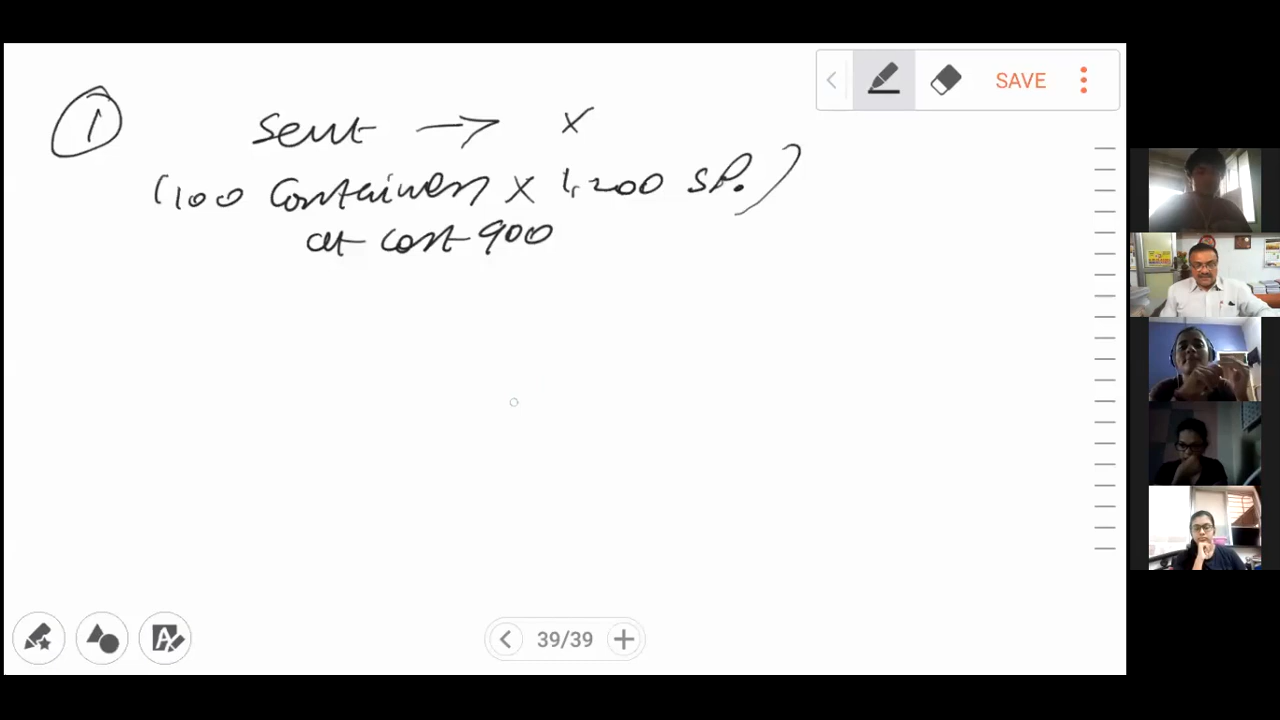 ① Sent → X
(100 Containers X 1,200 S.P.)
at cost 900
SAVE
39/39